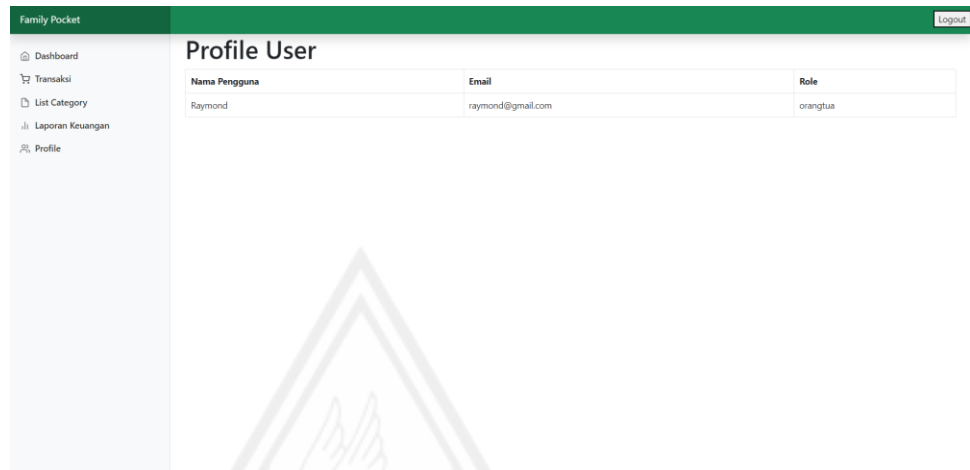 Family Pocket
Logout
Dashboard
Transaksi
List Category
Laporan Keuangan
Profile
Profile User
Nama Pengguna Email Role
Raymond raymond@gmail.com orangtua